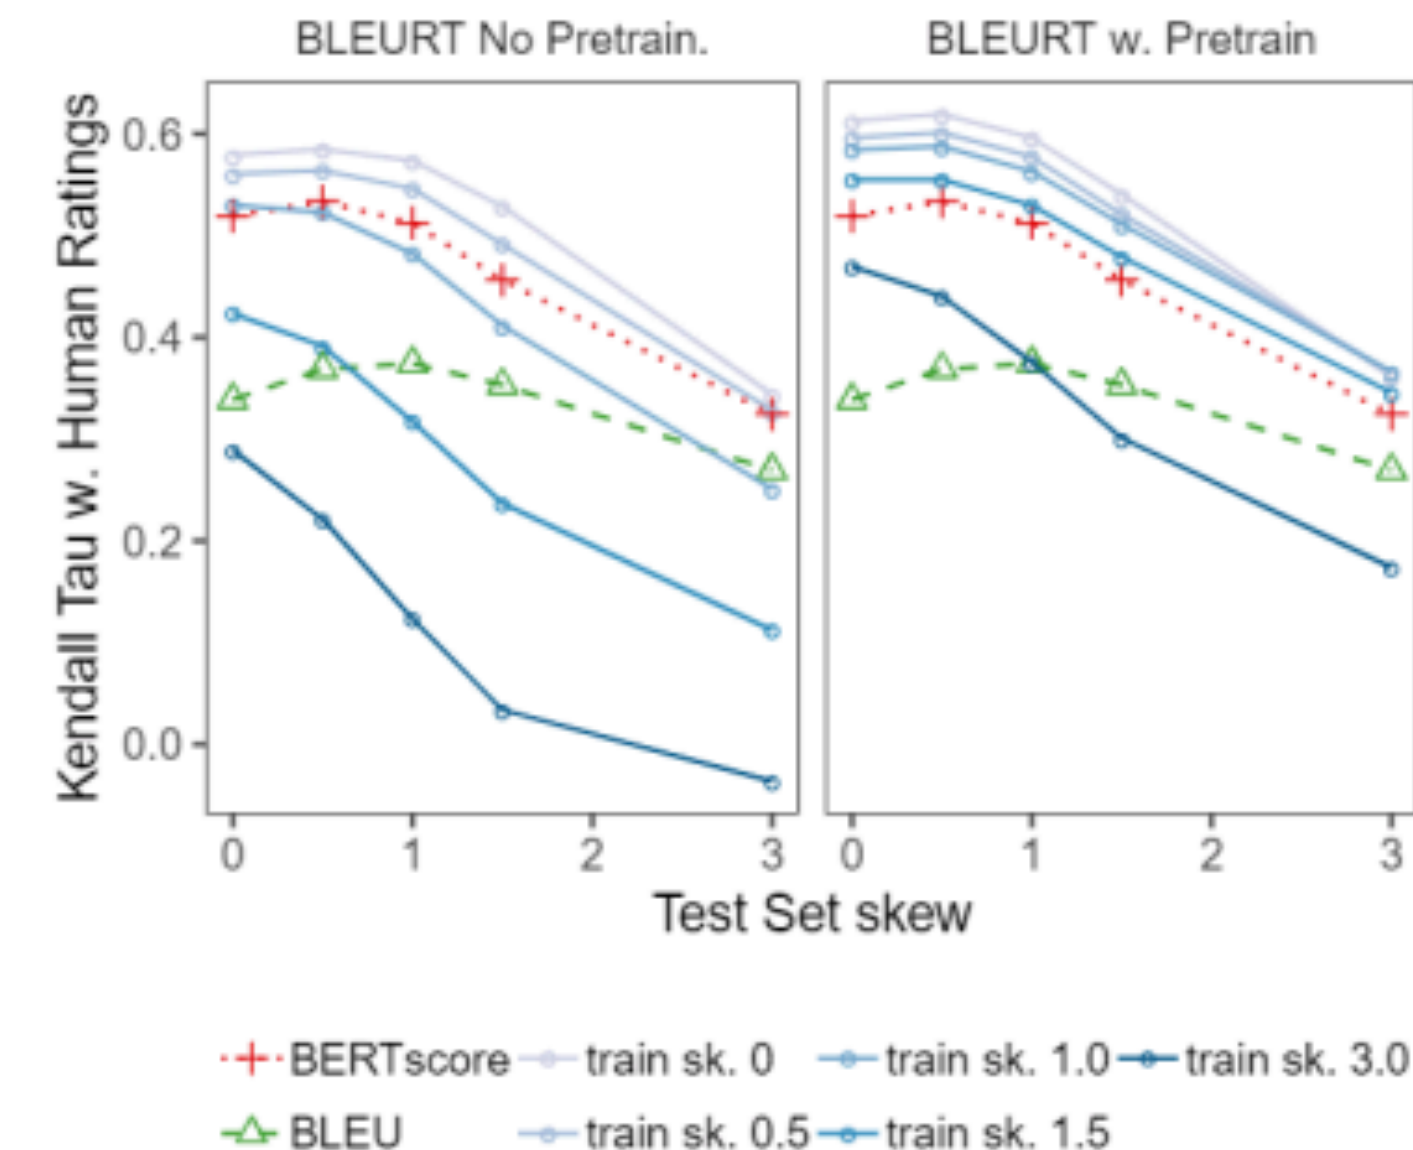 BLEURT No Pretrain.
BLEURT w. Pretrain
Kendall Tau w. Human Ratings
0.6
0.4
0.2
0.0
0 1 2 3
0 1 2 3
Test Set skew
BERTscore train sk. 0 train sk. 1.0 train sk. 3.0
BLEU train sk. 0.5 train sk. 1.5